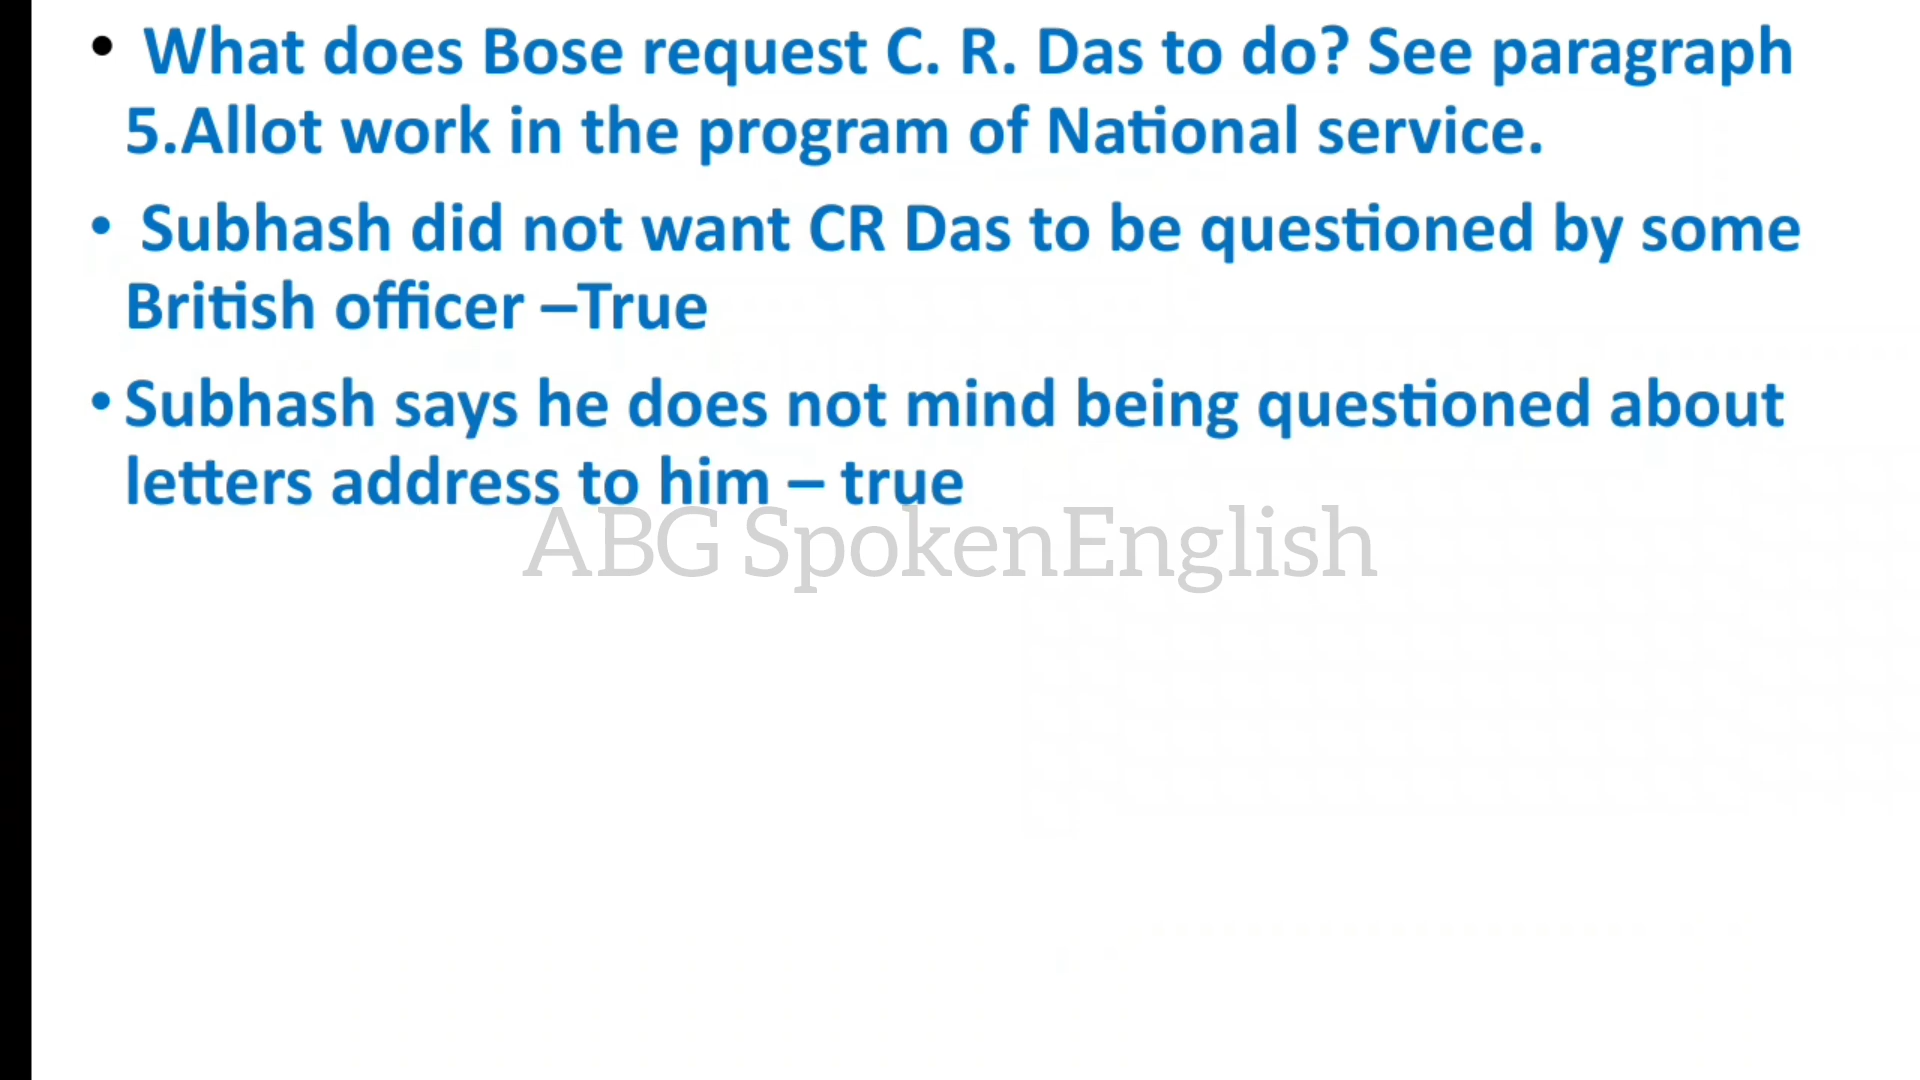 • What does Bose request C. R. Das to do? See paragraph
5.Allot work in the program of National service.
• Subhash did not want CR Das to be questioned by some
British officer –True
• Subhash says he does not mind being questioned about
letters address to him – true
ABG SpokenEnglish